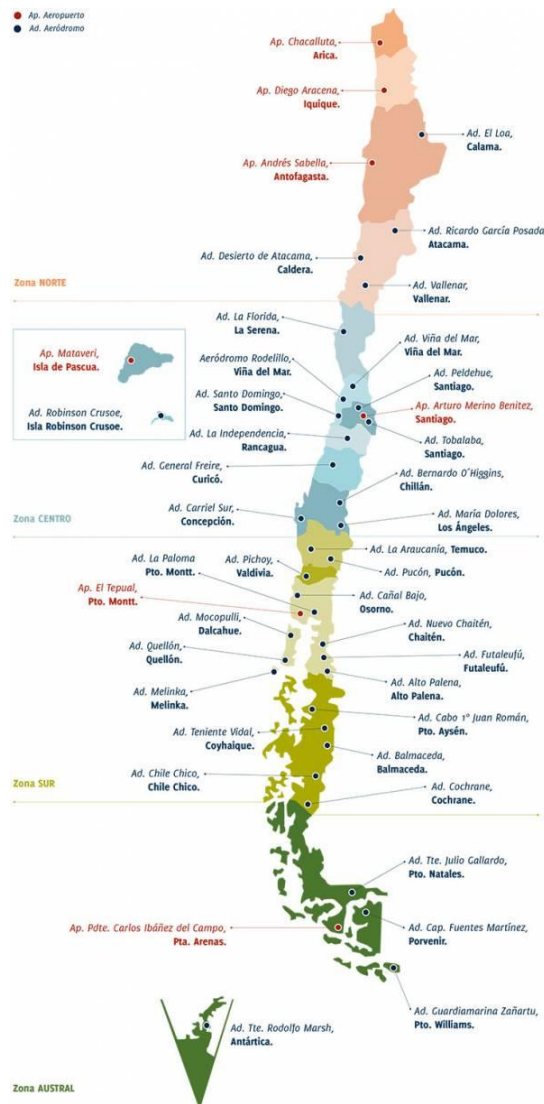 Ap. Aeropuerto
Ad. Aeródromo
Ap. Chacalluta,
Arica.
Ap. Diego Aracena,
Iquique.
Ad. El Loa,
Calama.
Ap. Andrés Sabella,
Antofagasta.
Ad. Ricardo García Posada
Atacama.
Ad. Desierto de Atacama,
Caldera.
Ad. Vallenar,
Vallenar.
Zona NORTE
Ad. La Florida,
La Serena.
Ad. Viña del Mar,
Viña del Mar.
Ap. Mataveri,
Isla de Pascua.
Aeródromo Rodelillo,
Viña del Mar.
Ad. Peldehue,
Santiago.
Ad. Santo Domingo,
Santo Domingo.
Ap. Arturo Merino Benitez,
Santiago.
Ad. Robinson Crusoe,
Isla Robinson Crusoe.
Ad. La Independencia,
Rancagua.
Ad. Tobalaba,
Santiago.
Ad. General Freire,
Curicó.
Ad. Bernardo O´Higgins,
Chillán.
Ad. Carriel Sur,
Concepción.
Ad. María Dolores,
Los Ángeles.
Zona CENTRO
Ad. La Araucanía, Temuco.
Ad. La Paloma
Pto. Montt.
Ad. Pichoy,
Valdivia.
Ad. Pucón, Pucón.
Ap. El Tepual,
Pto. Montt.
Ad. Cañal Bajo,
Osorno.
Ad. Mocopulli,
Dalcahue.
Ad. Nuevo Chaitén,
Chaitén.
Ad. Quellón,
Quellón.
Ad. Futaleufú,
Futaleufú.
Ad. Melinka,
Melinka.
Ad. Alto Palena,
Alto Palena.
Ad. Cabo 1° Juan Román,
Pto. Aysén.
Ad. Teniente Vidal,
Coyhaique.
Ad. Balmaceda,
Balmaceda.
Ad. Chile Chico,
Chile Chico.
Zona SUR
Ad. Cochrane,
Cochrane.
Ad. Tte. Julio Gallardo,
Pto. Natales.
Ap. Pdte. Carlos Ibáñez del Campo,
Pta. Arenas.
Ad. Cap. Fuentes Martínez,
Porvenir.
Ad. Guardiamarina Zañartu,
Pto. Williams.
Ad. Tte. Rodolfo Marsh,
Antártica.
Zona AUSTRAL